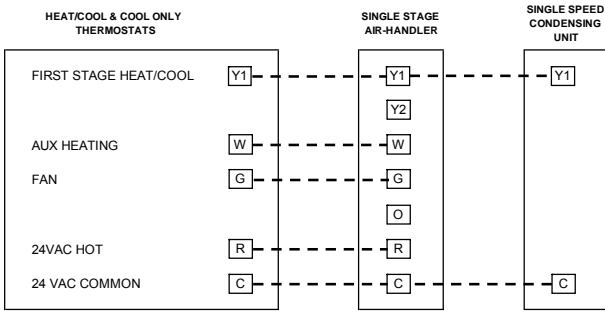 HEAT/COOL & COOL ONLY
THERMOSTATS
SINGLE STAGE
AIR-HANDLER
SINGLE SPEED
CONDENSING
UNIT
FIRST STAGE HEAT/COOL Y1 Y1 Y1
Y2
AUX HEATING W W
FAN G G
O
24VAC HOT R R
24 VAC COMMON C C C